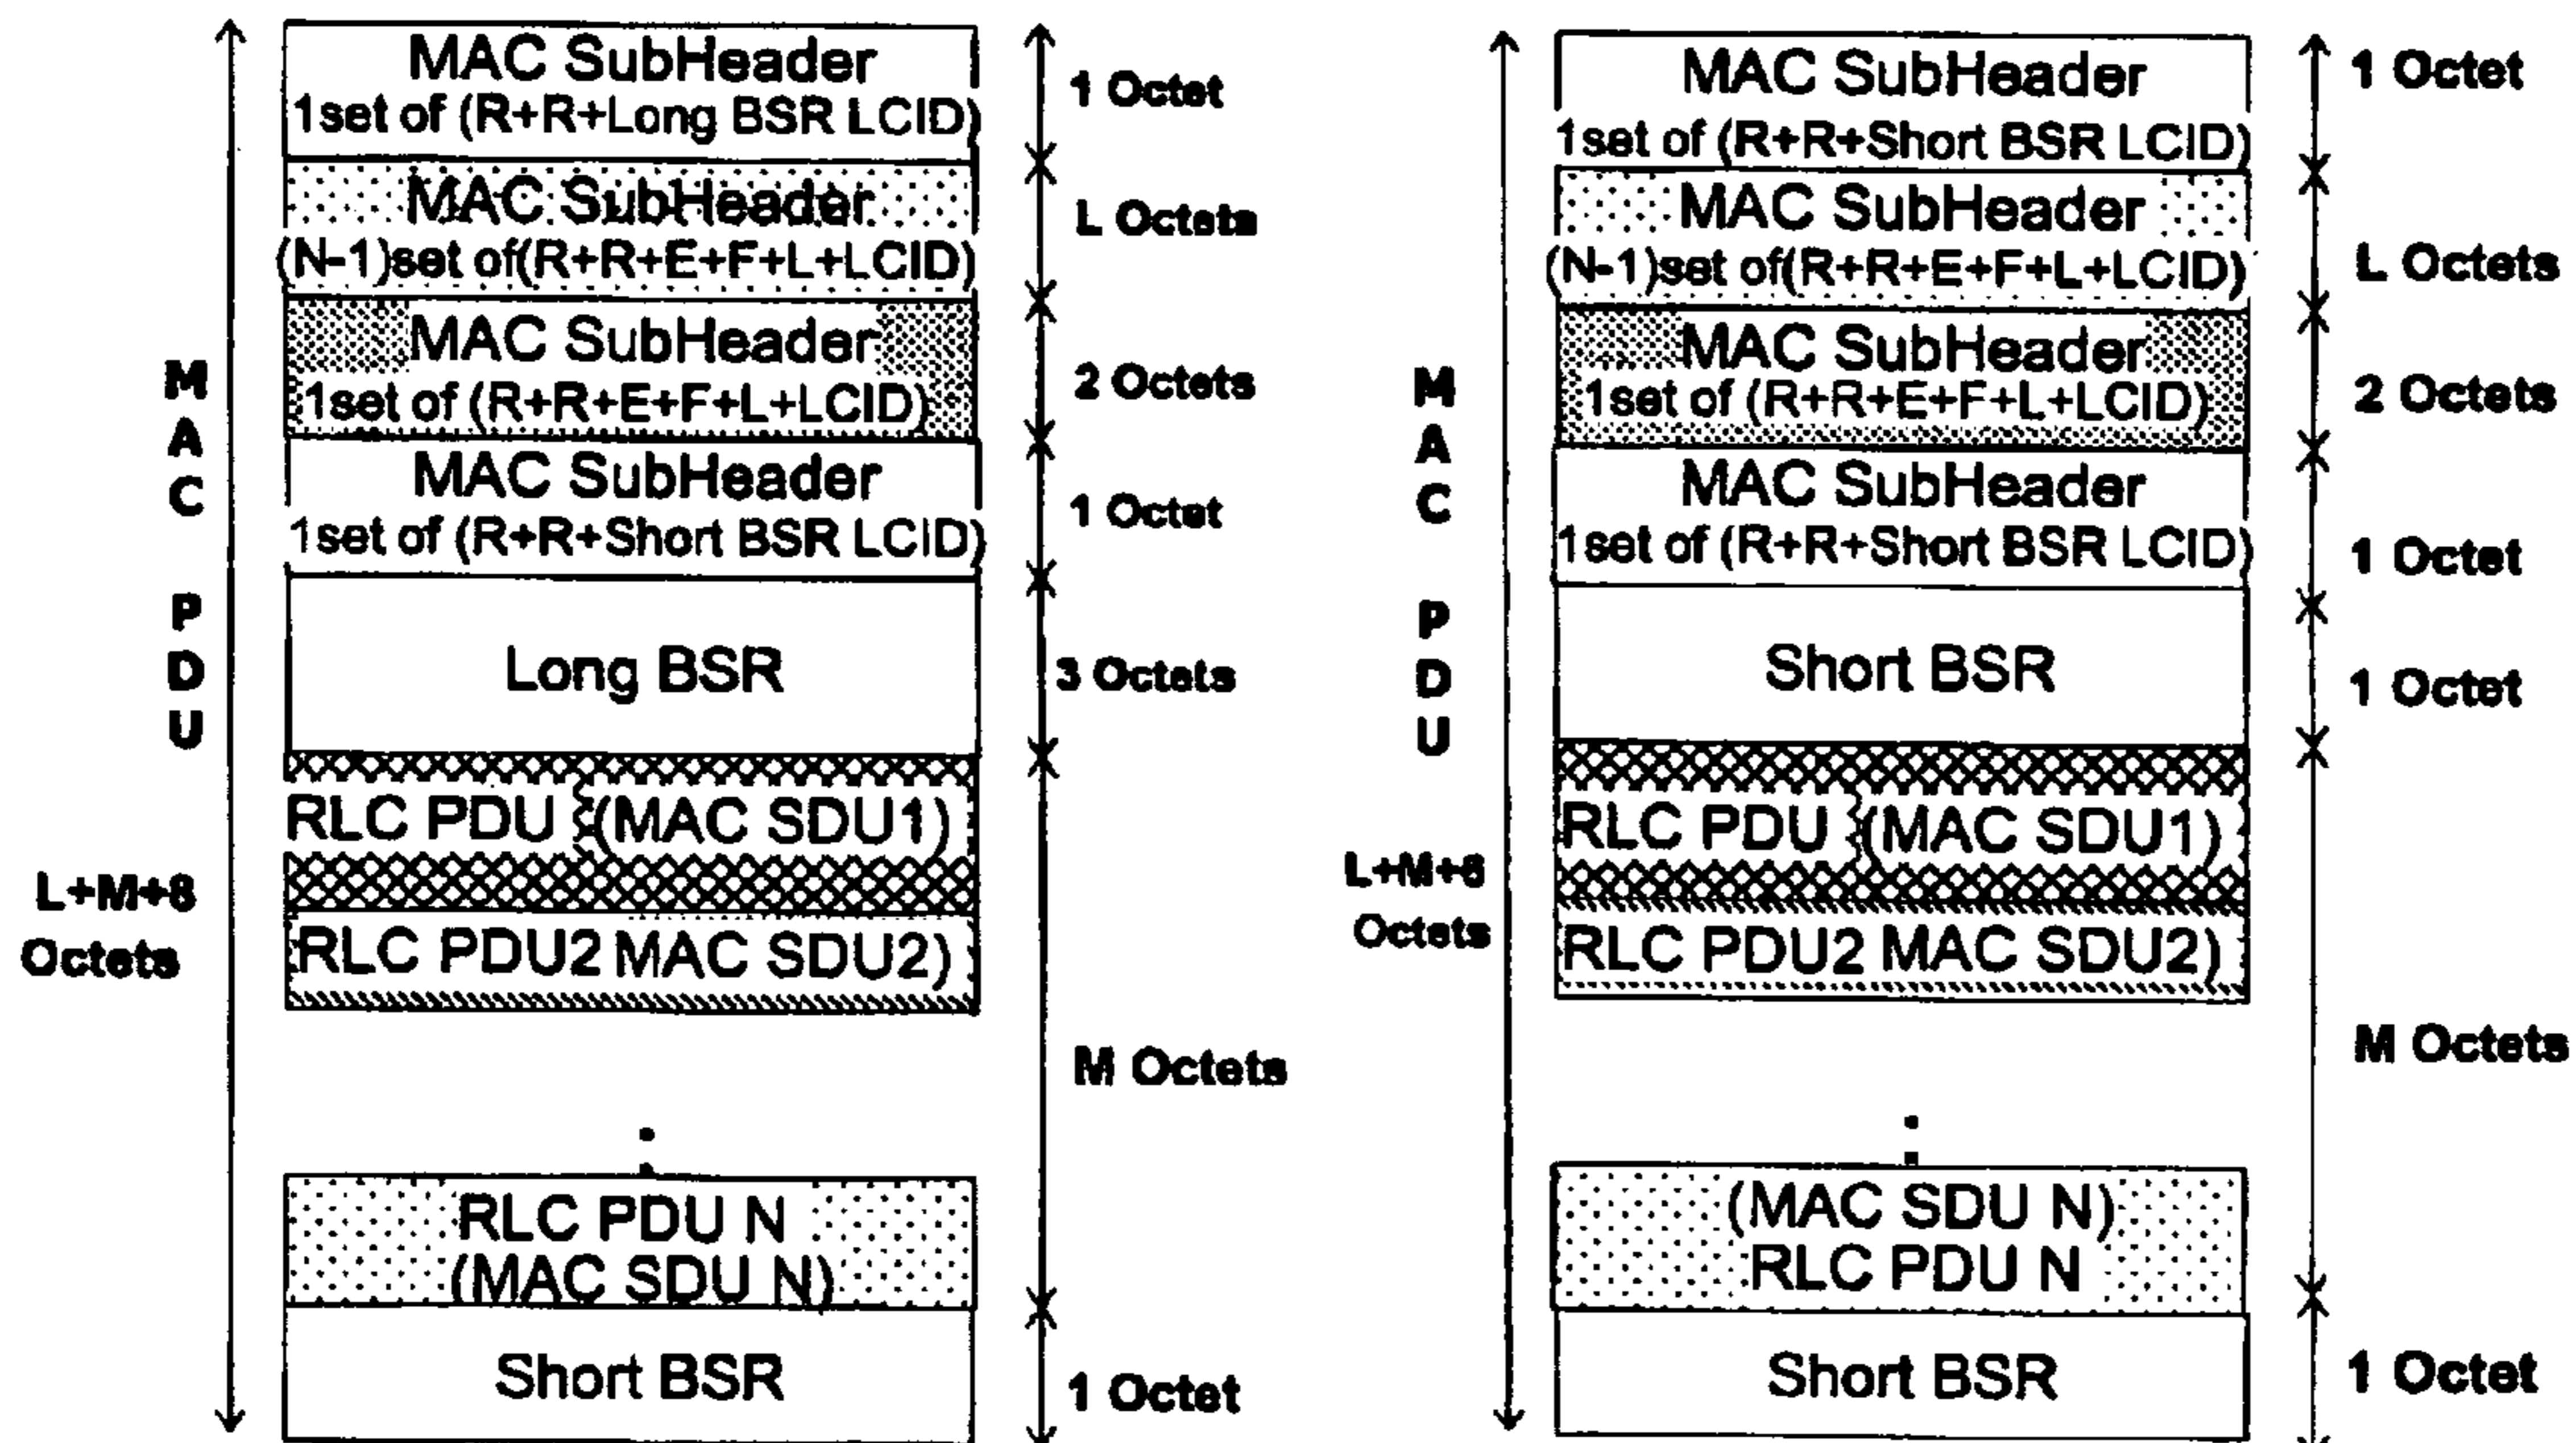 MAC SubHeader
1set of (R+R+Long BSR LCID)
1 Octet
MAC SubHeader
(N-1)set of(R+R+E+F+L+LCID)
L Octets
MAC SubHeader
1set of (R+R+E+F+L+LCID)
2 Octets
MAC SubHeader
1set of (R+R+Short BSR LCID)
1 Octet
MAC PDU
Long BSR
3 Octets
RLC PDU (MAC SDU1)
L+M+8
Octets
RLC PDU2 MAC SDU2)
M Octets
RLC PDU N
(MAC SDU N)
Short BSR
1 Octet
MAC SubHeader
1set of (R+R+Short BSR LCID)
1 Octet
MAC SubHeader
(N-1)set of(R+R+E+F+L+LCID)
L Octets
MAC SubHeader
1set of (R+R+E+F+L+LCID)
2 Octets
MAC SubHeader
1set of (R+R+Short BSR LCID)
1 Octet
MAC PDU
Short BSR
1 Octet
RLC PDU (MAC SDU1)
L+M+6
Octets
RLC PDU2 MAC SDU2)
M Octets
(MAC SDU N)
RLC PDU N
Short BSR
1 Octet